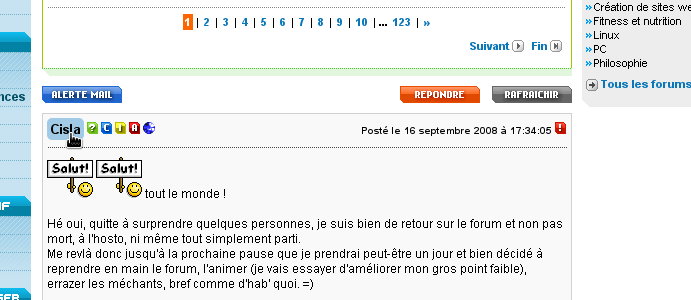 1 | 2 | 3 | 4 | 5 | 6 | 7 | 8 | 9 | 10 |... 123 | »
Suivant Fin
» Création de sites we
» Fitness et nutrition
» Linux
» PC
» Philosophie
Tous les forums
nces
ALERTE MAIL REPONDRE RAFRAICHIR
Cisla ? C J A Posté le 16 septembre 2008 à 17:34:05 !
Salut! Salut! tout le monde !
Hé oui, quitte à surprendre quelques personnes, je suis bien de retour sur le forum et non pas
mort, à l'hosto, ni même tout simplement parti.
Me revlà donc jusqu'à la prochaine pause que je prendrai peut-être un jour et bien décidé à
reprendre en main le forum, l'animer (je vais essayer d'améliorer mon gros point faible),
errazer les méchants, bref comme d'hab' quoi. =)